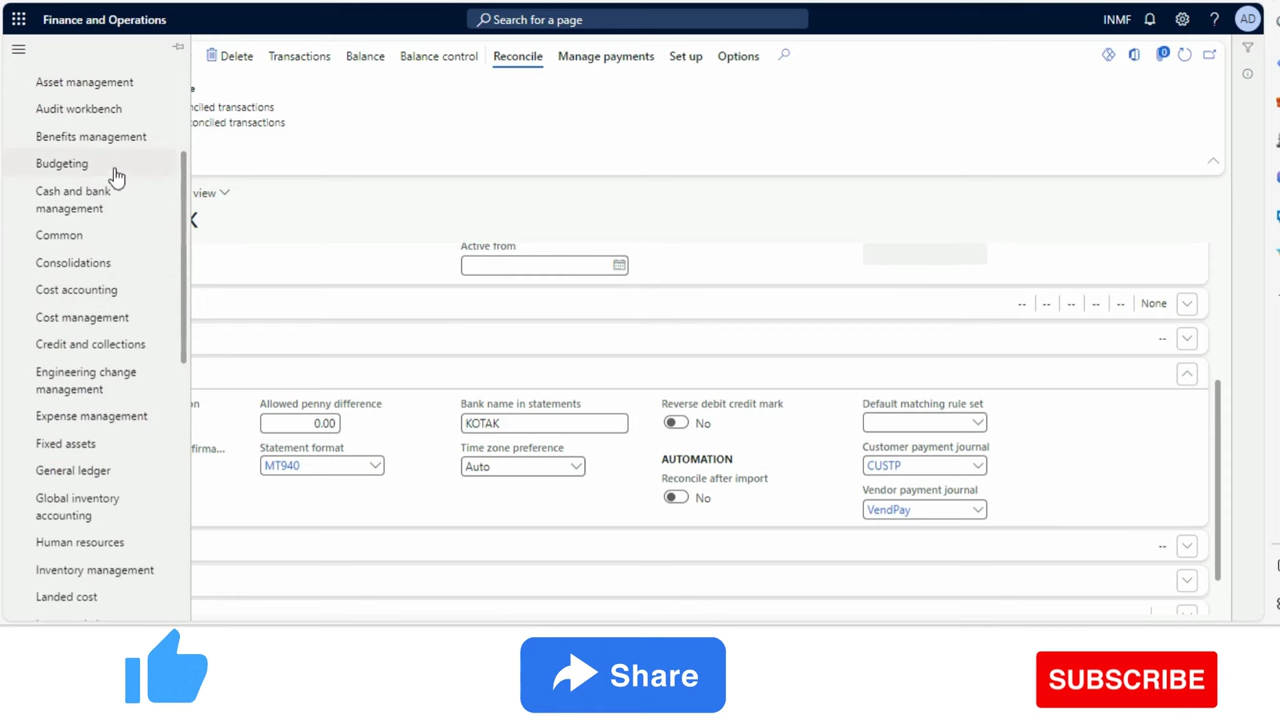 Finance and Operations
Search for a page
INMF
AD
Delete
Transactions
Balance
Balance control
Reconcile
Manage payments
Set up
Options
0
ciled transactions
conciled transactions
view
Asset management
Audit workbench
Benefits management
Budgeting
Cash and bank
management
Common
Consolidations
Cost accounting
Cost management
Credit and collections
Engineering change
management
Expense management
Fixed assets
General ledger
Global inventory
accounting
Human resources
Inventory management
Landed cost
Active from
-- -- -- -- -- None
--
on
Allowed penny difference
Bank name in statements
Reverse debit credit mark
Default matching rule set
0.00
KOTAK
No
firma...
Statement format
Time zone preference
AUTOMATION
Customer payment journal
MT940
Auto
Reconcile after import
CUSTP
No
Vendor payment journal
VendPay
--
Share
SUBSCRIBE